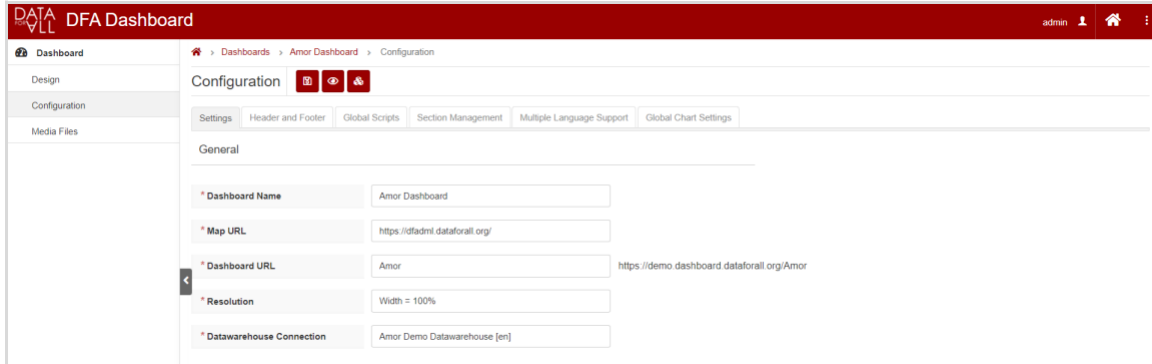 DATA FOR ALL DFA Dashboard admin
Dashboard
Dashboards > Amor Dashboard > Configuration
Design
Configuration
Configuration
Media Files
Settings Header and Footer Global Scripts Section Management Multiple Language Support Global Chart Settings
General
* Dashboard Name Amor Dashboard
* Map URL https://dfadml.dataforall.org/
* Dashboard URL Amor https://demo.dashboard.dataforall.org/Amor
* Resolution Width = 100%
* Datawarehouse Connection Amor Demo Datawarehouse [en]